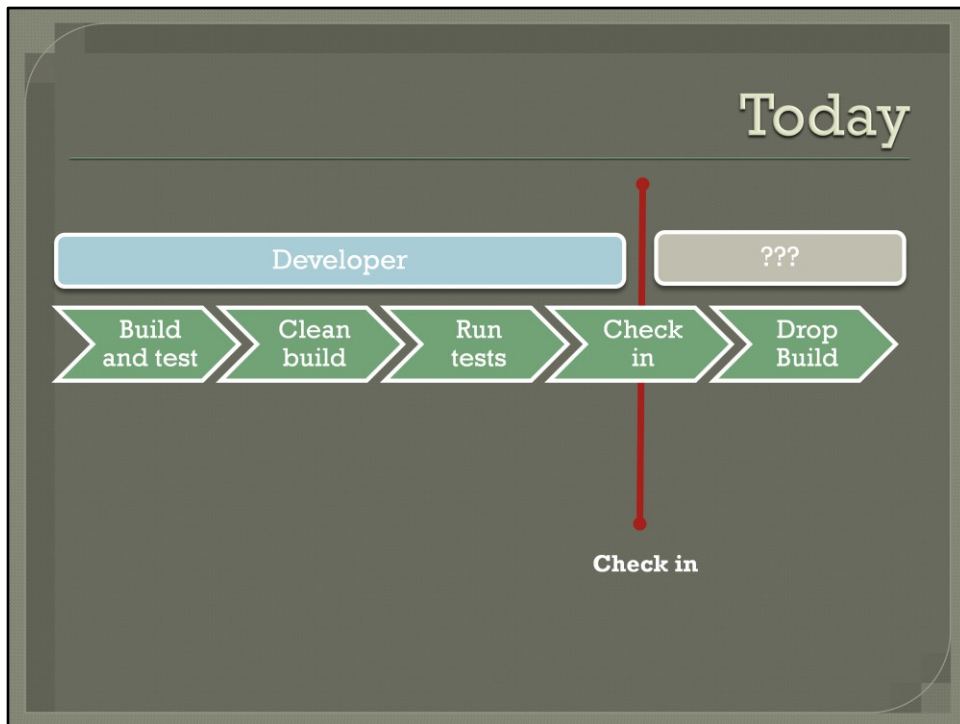 Today
Developer
???
Build
and test
Clean
build
Run
tests
Check
in
Drop
Build
Check in